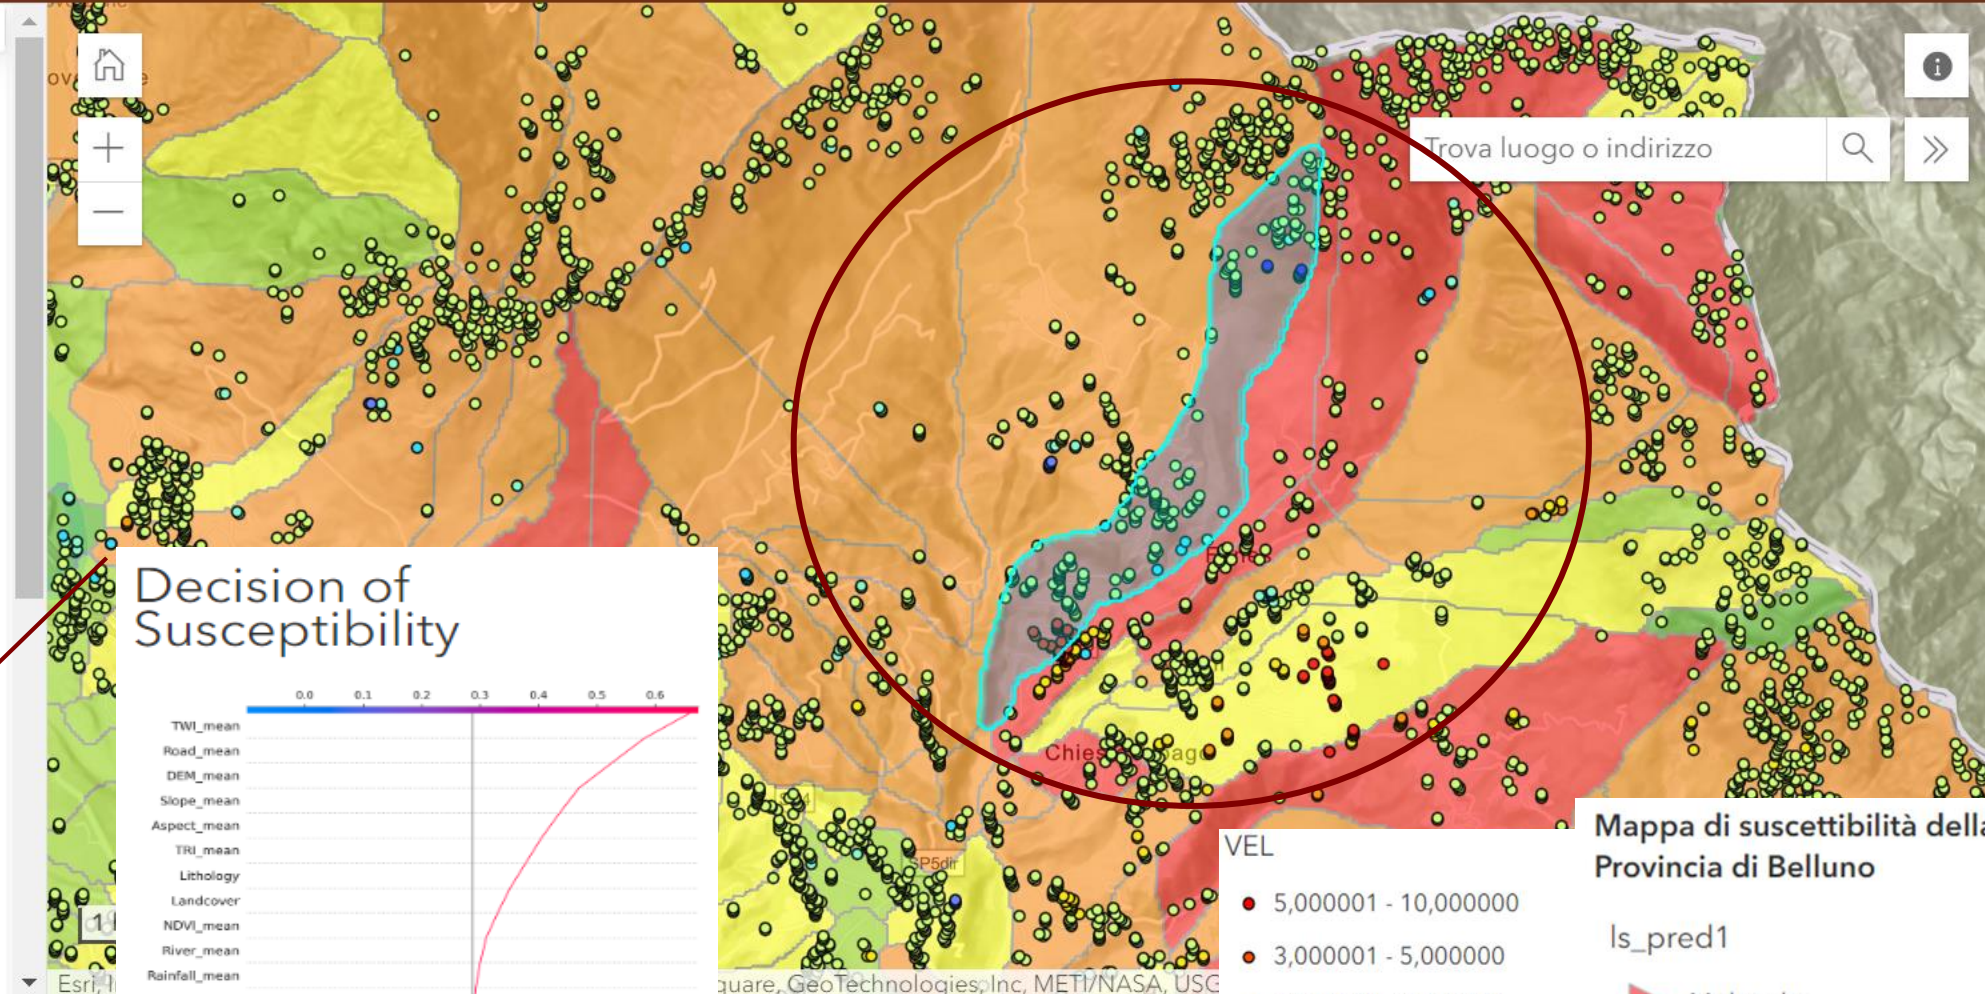 Trova luogo o indirizzo
Decision of
Susceptibility
0.0 0.1 0.2 0.3 0.4 0.5 0.6
TWI_mean
Road_mean
DEM_mean
Slope_mean
Aspect_mean
TRI_mean
Lithology
Landcover
NDVI_mean
River_mean
Rainfall_mean
SP5dir
VEL
5,000001 - 10,000000
3,000001 - 5,000000
Mappa di suscettibilità della
Provincia di Belluno
ls_pred1
Esri,
quare, GeoTechnologies, Inc, METI/NASA, USG